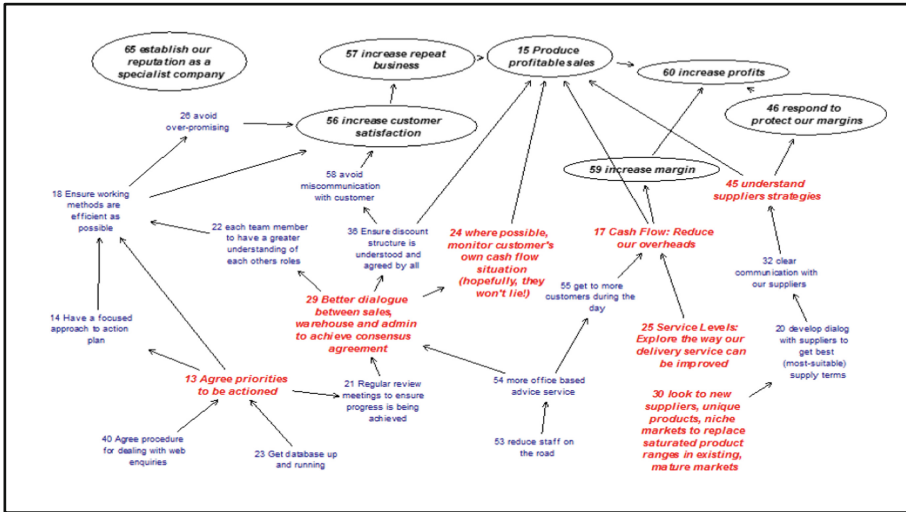 65 establish our
reputation as a
specialist company
57 increase repeat
business
15 Produce
profitable sales
60 increase profits
26 avoid
over-promising
56 increase customer
satisfaction
46 respond to
protect our margins
58 avoid
miscommunication
with customer
59 increase margin
18 Ensure working
methods are
efficient as
possible
45 understand
suppliers strategies
22 each team member
to have a greater
understanding of
each others roles
36 Ensure discount
structure is
understood and
agreed by all
24 where possible,
monitor customer's
own cash flow
situation
(hopefully, they
won't lie!)
17 Cash Flow: Reduce
our overheads
32 clear
communication with
our suppliers
55 get to more
customers during the
day
29 Better dialogue
between sales,
warehouse and admin
to achieve consensus
agreement
14 Have a focused
approach to action
plan
25 Service Levels:
Explore the way our
delivery service can
be improved
20 develop dialog
with suppliers to
get best
(most-suitable)
supply terms
13 Agree priorities
to be actioned
21 Regular review
meetings to ensure
progress is being
achieved
54 more office based
advice service
30 look to new
suppliers, unique
products, niche
markets to replace
saturated product
ranges in existing,
mature markets
40 Agree procedure
for dealing with web
enquiries
23 Get database up
and running
53 reduce staff on
the road